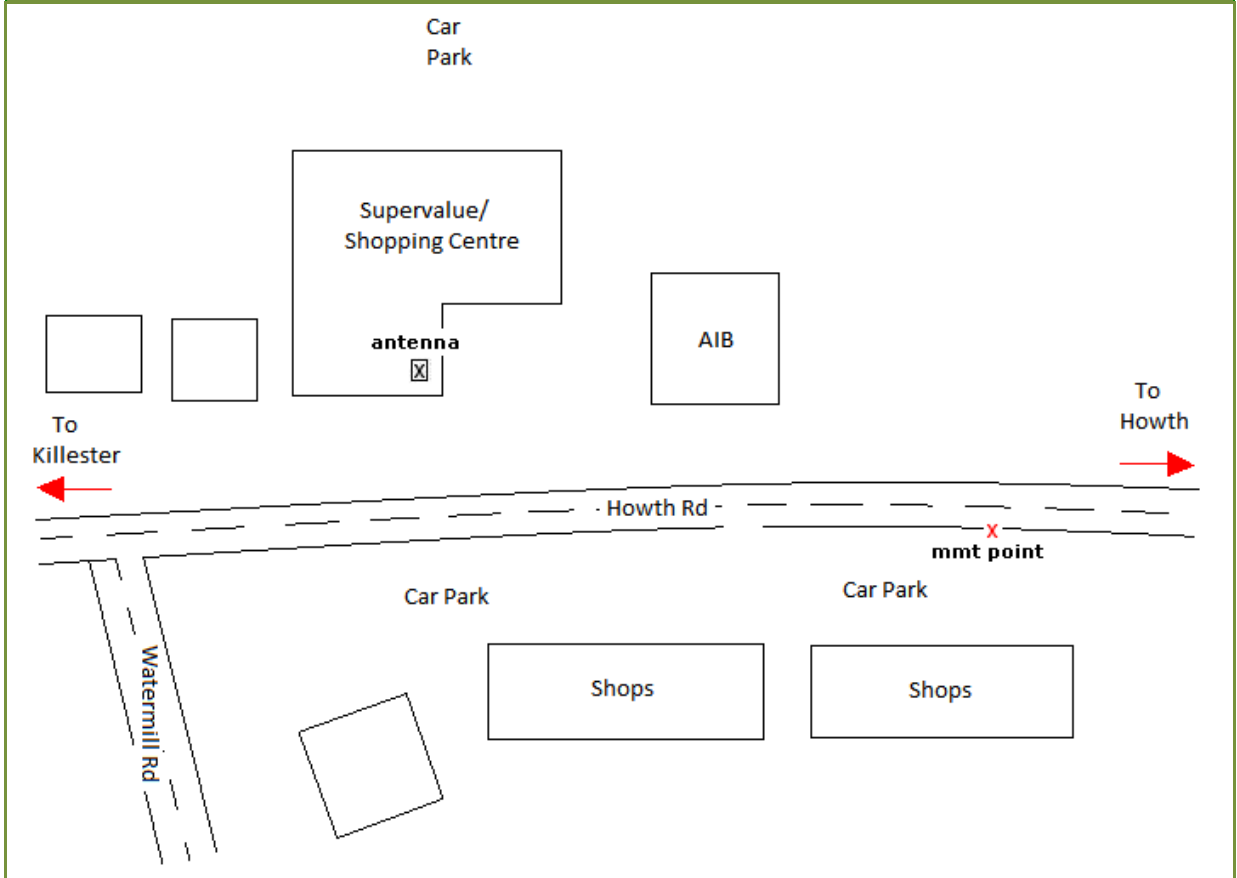 Car
Park
Supervalue/
Shopping Centre
antenna
X
AIB
To
Killester
To
Howth
Howth Rd
x
mmt point
Car Park
Car Park
Watermill Rd
Shops
Shops